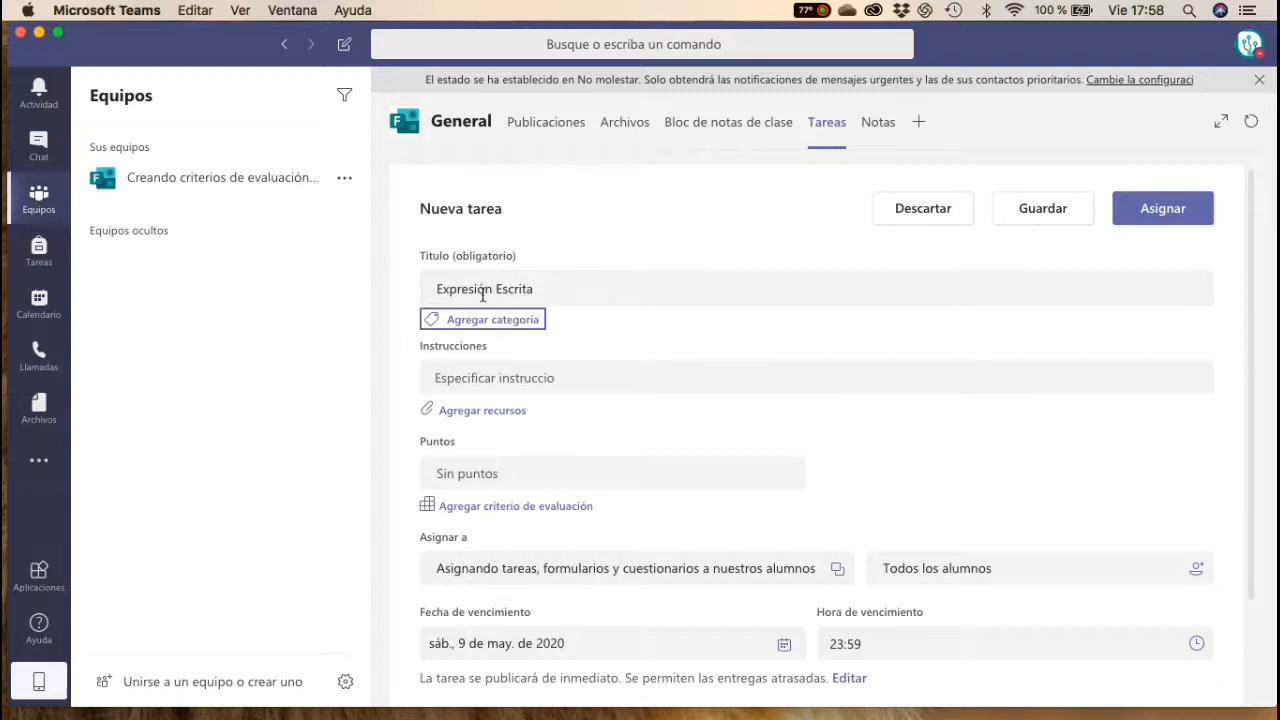 Microsoft Teams Editar Ver Ventana Ayuda 77° 100 % Vie 17:58
Busque o escriba un comando
El estado se ha establecido en No molestar. Solo obtendrá las notificaciones de mensajes urgentes y las de sus contactos prioritarios. Cambie la configuraci
Actividad
Chat
Equipos
Tareas
Calendario
Llamadas
Archivos
Aplicaciones
Ayuda
Equipos
Sus equipos
Creando criterios de evaluación...
Equipos ocultos
Unirse a un equipo o crear uno
General Publicaciones Archivos Bloc de notas de clase Tareas Notas
Nueva tarea Descartar Guardar Asignar
Título (obligatorio)
Expresión Escrita
Agregar categoría
Instrucciones
Especificar instruccio
Agregar recursos
Puntos
Sin puntos
Agregar criterio de evaluación
Asignar a
Asignando tareas, formularios y cuestionarios a nuestros alumnos Todos los alumnos
Fecha de vencimiento Hora de vencimiento
sáb., 9 de may. de 2020 23:59
La tarea se publicará de inmediato. Se permiten las entregas atrasadas. Editar